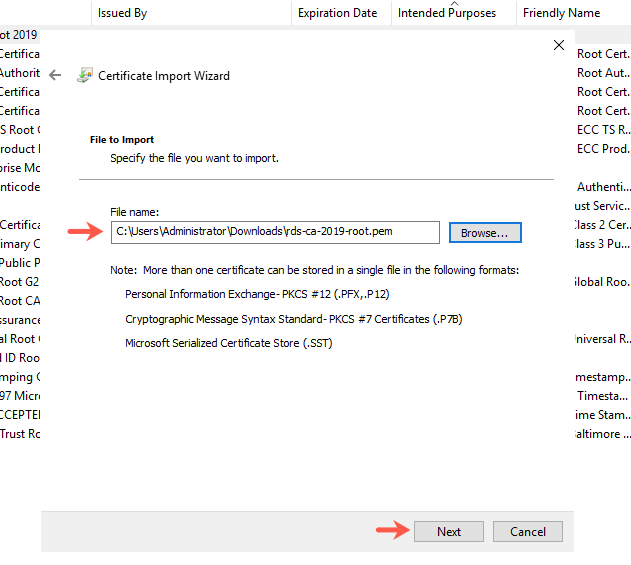 Issued By Expiration Date Intended Purposes Friendly Name
ot 2019
Certifica Root Cert..
Authorit Root Aut...
Certificate Import Wizard
Certifica Root Cert..
Certifica Root Cert..
S Root C ECC TS R..
roduct ECC Prod..
File to Import
Specify the file you want to import.
rise Mo
nticode Authenti...
ust Servic...
File name:
Certifica lass 2 Cer...
C:\Users\Administrator\Downloads\rds-ca-2019-root.pem
Browse...
imary C lass 3 Pu...
Public P
Note: More than one certificate can be stored in a single file in the following formats:
Root G2 Global Roo..
Personal Information Exchange- PKCS #12 (.PFX,.P12)
Root CA
ssurance
Cryptographic Message Syntax Standard- PKCS #7 Certificates (.P7B)
al Root niversal R...
Microsoft Serialized Certificate Store (.SST)
ID Roo
mping mestamp...
97 Micr Timesta...
CCEPTE ime Stam...
Trust Ro altimore ...
Next Cancel